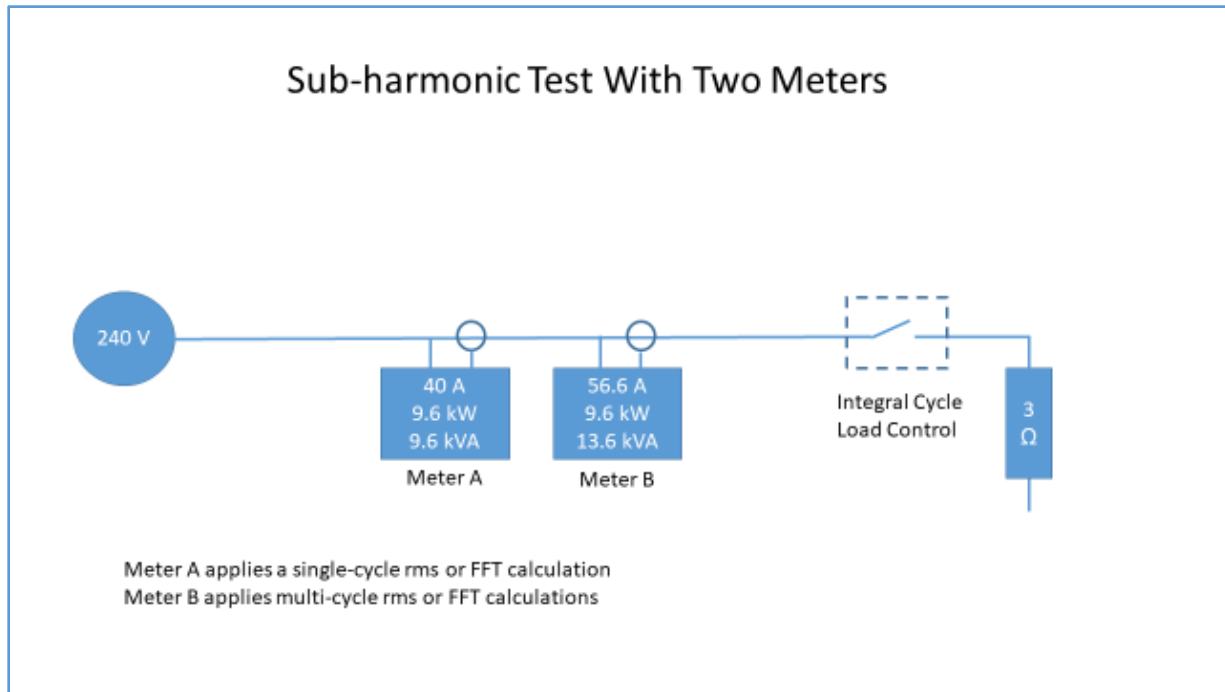 Sub-harmonic Test With Two Meters
240 V
40 A
9.6 kW
9.6 kVA
Meter A
56.6 A
9.6 kW
13.6 kVA
Meter B
Integral Cycle
Load Control
3
Ω
Meter A applies a single-cycle rms or FFT calculation
Meter B applies multi-cycle rms or FFT calculations